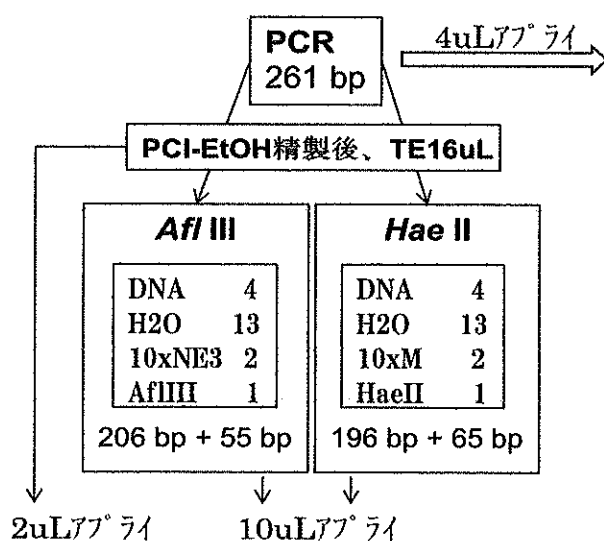 PCR
261 bp
4uLｱﾌﾟﾗｲ
PCI-EtOH精製後、TE16uL
Afl III
DNA 4
H2O 13
10xNE3 2
AflIII 1
206 bp + 55 bp
Hae II
DNA 4
H2O 13
10xM 2
HaeII 1
196 bp + 65 bp
2uLｱﾌﾟﾗｲ
10uLｱﾌﾟﾗｲ